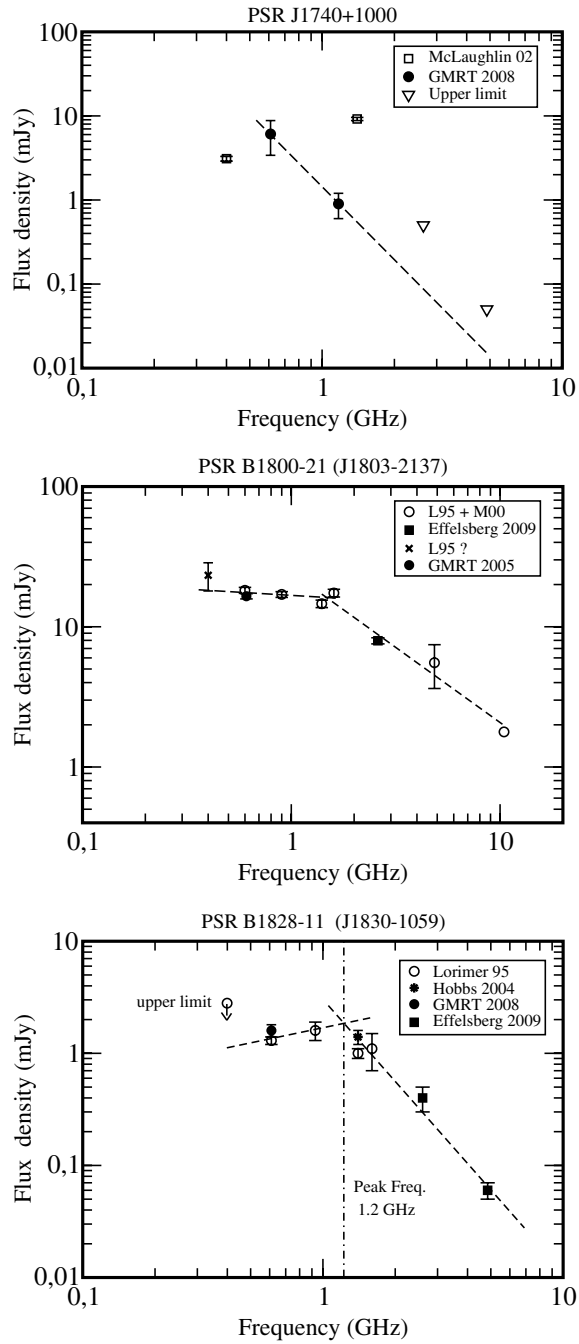 PSR J1740+1000
McLaughlin 02
GMRT 2008
Upper limit
100
10
1
0,1
0,01
Flux density (mJy)
0,1
1
10
Frequency (GHz)
PSR B1800-21 (J1803-2137)
L95 + M00
Effelsberg 2009
L95 ?
GMRT 2005
100
10
1
Flux density (mJy)
0,1
1
10
Frequency (GHz)
PSR B1828-11 (J1830-1059)
Lorimer 95
Hobbs 2004
GMRT 2008
Effelsberg 2009
upper limit
10
1
0,1
0,01
Flux density (mJy)
Peak Freq.
1.2 GHz
0,1
1
10
Frequency (GHz)